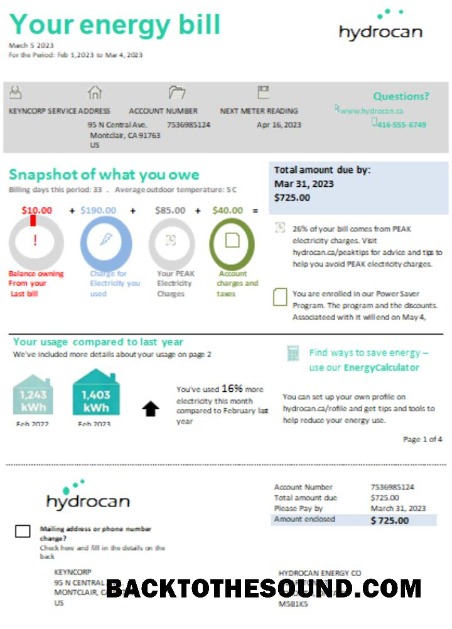 Your energy bill
hydrocan
March 5 2023
For the Period: Feb 1,2023 to Mar 4, 2023
Questions?
www.hydrocan.ca
416-555-6749
KEYNCORP SERVICE ADDRESS
95 N Central Ave.
Montclair, CA 91763
US
ACCOUNT NUMBER
7536985124
NEXT METER READING
Apr 16, 2023
Snapshot of what you owe
Billing days this period: 33 . Average outdoor temperature: 5 C
Total amount due by:
Mar 31, 2023
$725.00
$10.00 + $190.00 + $85.00 + $40.00 =
Balance owning
From your
Last bill
Charge for
Electricity you
used
Your PEAK
Electricity
Charges
Account
charges and
taxes
26% of your bill comes from PEAK
electricity charges. Visit
hydrocan.ca/peaktips for advice and tips to
help you avoid PEAK electricity charges.
You are enrolled in our Power Saver
Program. The program and the discounts.
Associateed with it will end on May 4,
Your usage compared to last year
We've included more details about your usage on page 2
1,243
kWh
Feb 2022
1,403
kWh
Feb 2023
You've used 16% more
electricity this month
compared to February last
year
Find ways to save energy –
use our EnergyCalculator
You can set up your own profile on
hydrocan.ca/rofile and get tips and tools to
help reduce your energy use.
Page 1 of 4
hydrocan
Account Number 7536985124
Total amount due $725.00
Please Pay by March 31, 2023
Amount enclosed $ 725.00
Mailing address or phone number
change?
Check here and fill in the details on the
back
KEYNCORP
95 N CENTRAL
MONTCLAIR, CA
US
HYDROCAN ENERGY CO
M5B1K5
BACKTOTHESOUND.COM